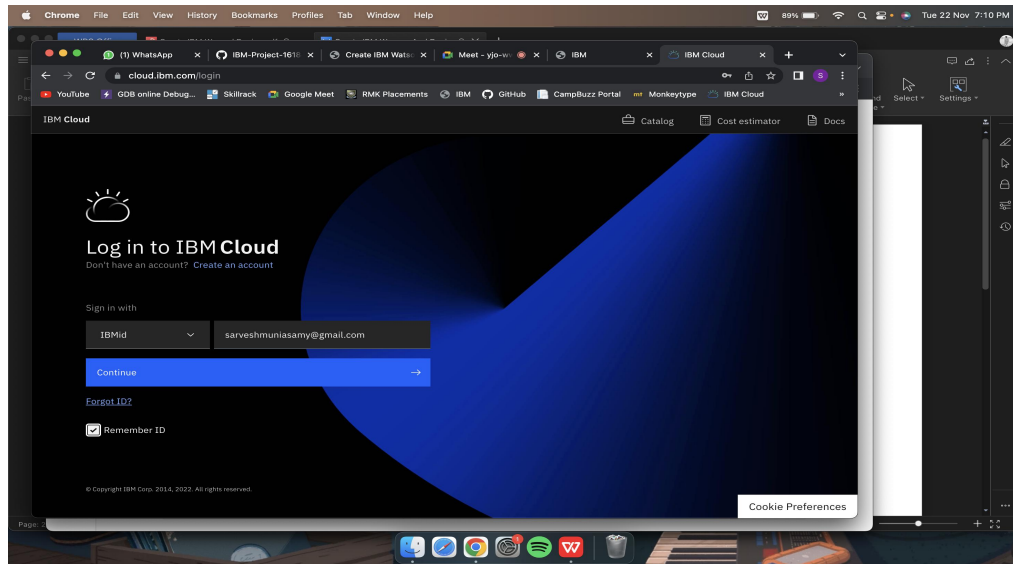 Chrome File Edit View History Bookmarks Profiles Tab Window Help 89% Tue 22 Nov 7:10 PM
(1) WhatsApp IBM-Project-1618 Create IBM Watso Meet - yjo-w IBM IBM Cloud
cloud.ibm.com/login S
YouTube GDB online Debug... Skillrack Google Meet RMK Placements IBM GitHub CampBuzz Portal mt Monkeytype IBM Cloud »
Select Settings
IBM Cloud Catalog Cost estimator Docs
Log in to IBM Cloud
Don't have an account? Create an account
Sign in with
IBMid sarveshmuniasamy@gmail.com
Continue
Forgot ID?
Remember ID
© Copyright IBM Corp. 2014, 2022. All rights reserved.
Cookie Preferences
Page: